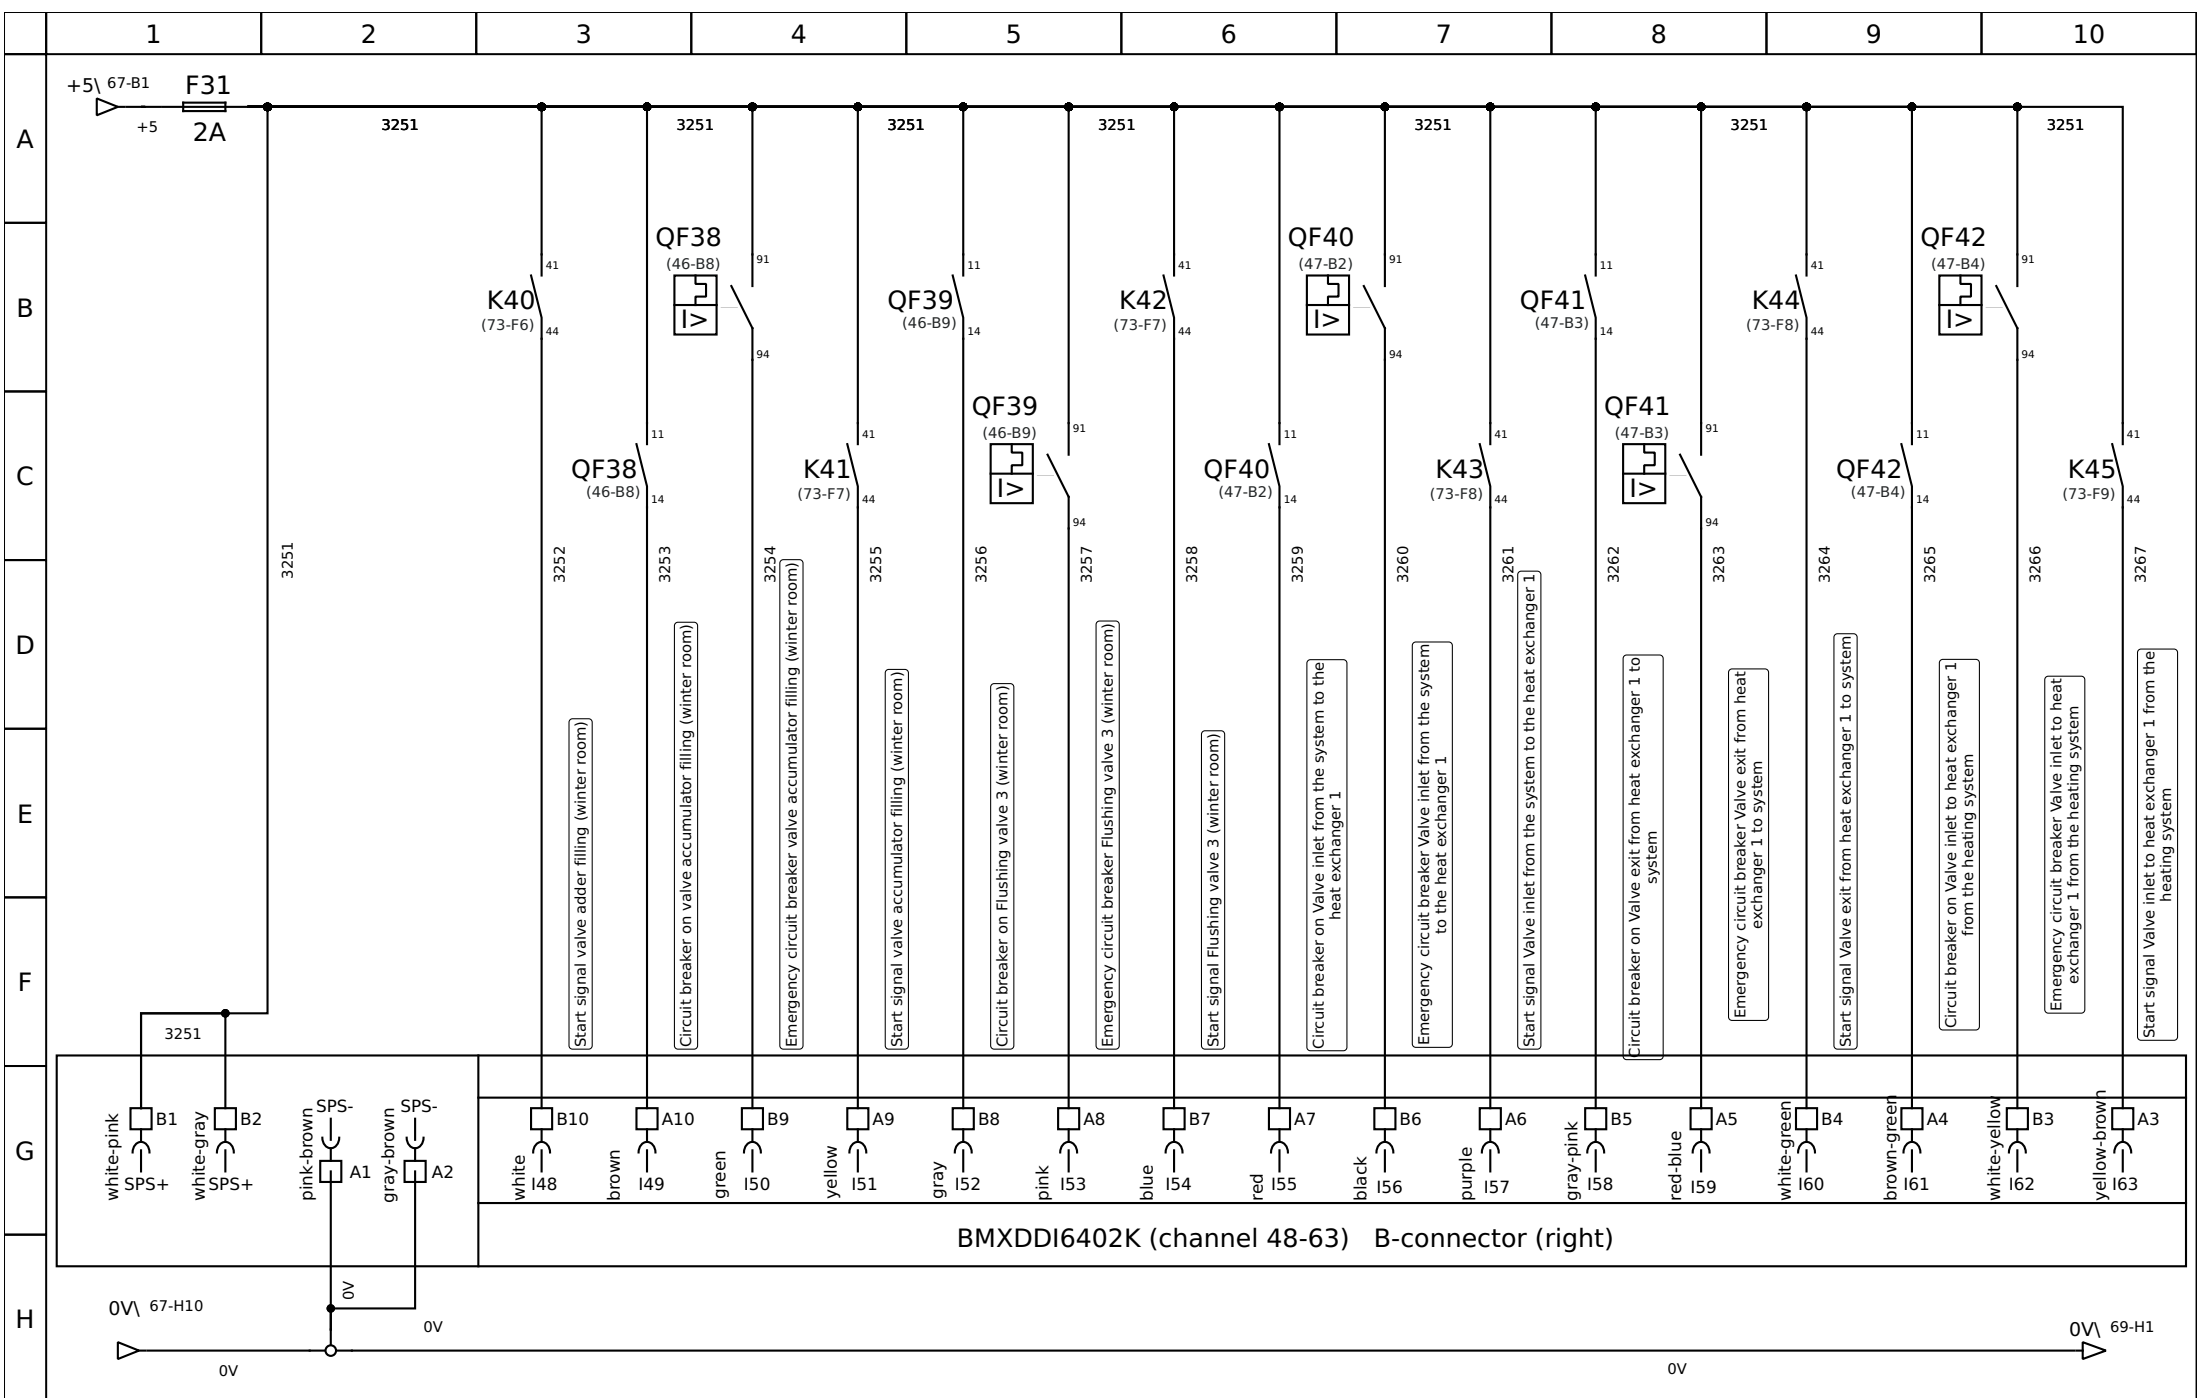 1 2 3 4 5 6 7 8 9 10
A
B
C
D
E
F
G
H
+5\ 67-B1
F31
+5
2A
3251 3251 3251 3251 3251 3251 3251
QF38
(46-B8)
91
94
QF40
(47-B2)
91
94
QF42
(47-B4)
91
94
K40
(73-F6)
41
44
QF39
(46-B9)
11
14
K42
(73-F7)
41
44
QF41
(47-B3)
11
14
K44
(73-F8)
41
44
QF39
(46-B9)
91
94
QF41
(47-B3)
91
94
QF38
(46-B8)
11
14
K41
(73-F7)
41
44
QF40
(47-B2)
11
14
K43
(73-F8)
41
44
QF42
(47-B4)
11
14
K45
(73-F9)
41
44
I> I> I> I> I>
3251 3252 3253 3254 3255 3256 3257 3258 3259 3260 3261 3262 3263 3264 3265 3266 3267
Start signal valve adder filling (winter room)
Circuit breaker on valve accumulator filling (winter room)
Emergency circuit breaker valve accumulator filling (winter room)
Start signal valve accumulator filling (winter room)
Circuit breaker on Flushing valve 3 (winter room)
Emergency circuit breaker Flushing valve 3 (winter room)
Start signal Flushing valve 3 (winter room)
Circuit breaker on Valve inlet from the system to the
heat exchanger 1
Emergency circuit breaker Valve inlet from the system
to the heat exchanger 1
Start signal Valve inlet from the system to the heat exchanger 1
Circuit breaker on Valve exit from heat exchanger 1 to
system
Emergency circuit breaker Valve exit from heat
exchanger 1 to system
Start signal Valve exit from heat exchanger 1 to system
Circuit breaker on Valve inlet to heat exchanger 1
from the heating system
Emergency circuit breaker Valve inlet to heat
exchanger 1 from the heating system
Start signal Valve inlet to heat exchanger 1 from the
heating system
3251
white-pink B1 SPS+
white-gray B2 SPS+
pink-brown SPS- A1
gray-brown SPS- A2
white B10 I48
brown A10 I49
green B9 I50
yellow A9 I51
gray B8 I52
pink A8 I53
blue B7 I54
red A7 I55
black B6 I56
purple A6 I57
gray-pink B5 I58
red-blue A5 I59
white-green B4 I60
brown-green A4 I61
white-yellow B3 I62
yellow-brown A3 I63
BMXDDI6402K (channel 48-63) B-connector (right)
0V
0V\ 67-H10
0V
0V\ 69-H1
0V
0V